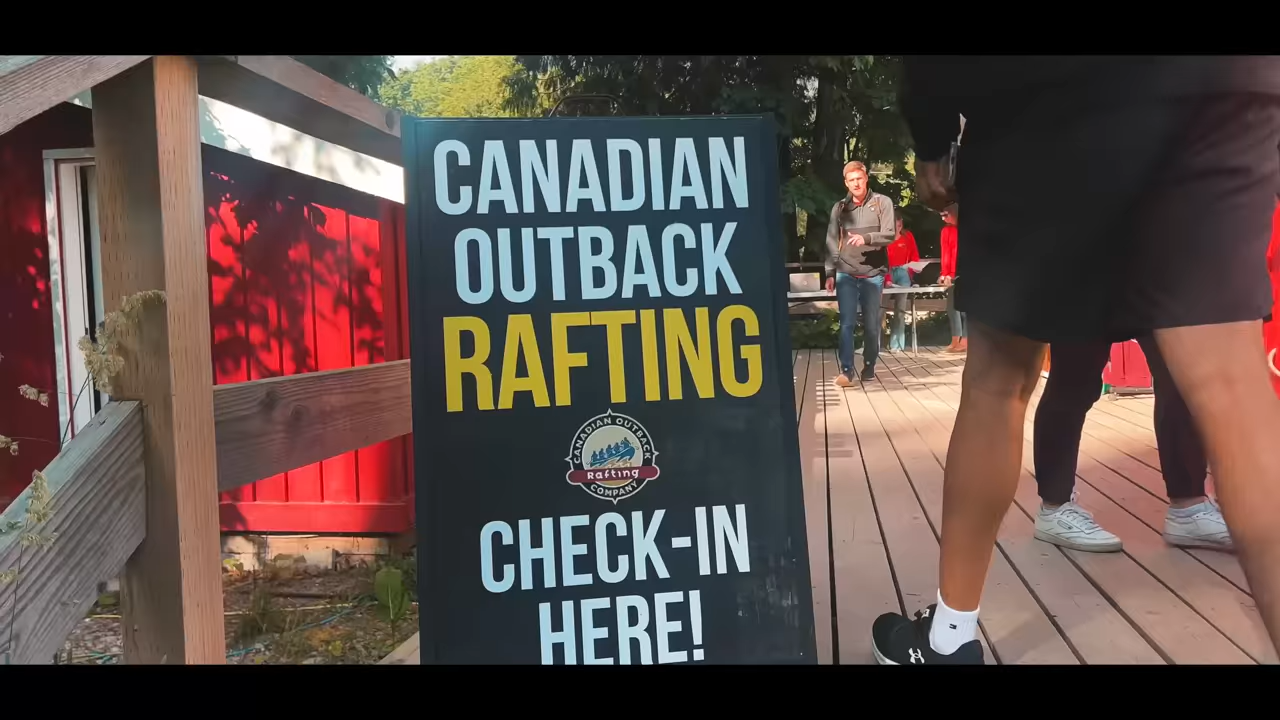 CANADIAN
OUTBACK
RAFTING
CANADIAN OUTBACK
Rafting
COMPANY
CHECK-IN
HERE!